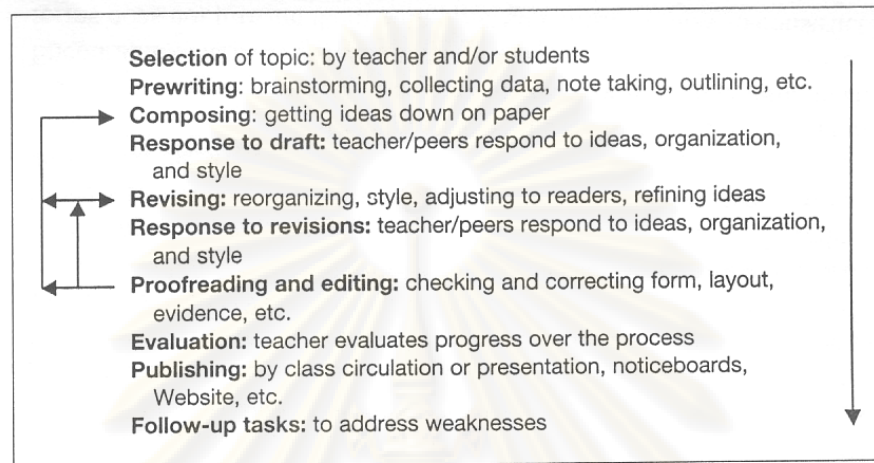 Selection of topic: by teacher and/or students
Prewriting: brainstorming, collecting data, note taking, outlining, etc.
Composing: getting ideas down on paper
Response to draft: teacher/peers respond to ideas, organization,
and style
Revising: reorganizing, style, adjusting to readers, refining ideas
Response to revisions: teacher/peers respond to ideas, organization,
and style
Proofreading and editing: checking and correcting form, layout,
evidence, etc.
Evaluation: teacher evaluates progress over the process
Publishing: by class circulation or presentation, noticeboards,
Website, etc.
Follow-up tasks: to address weaknesses